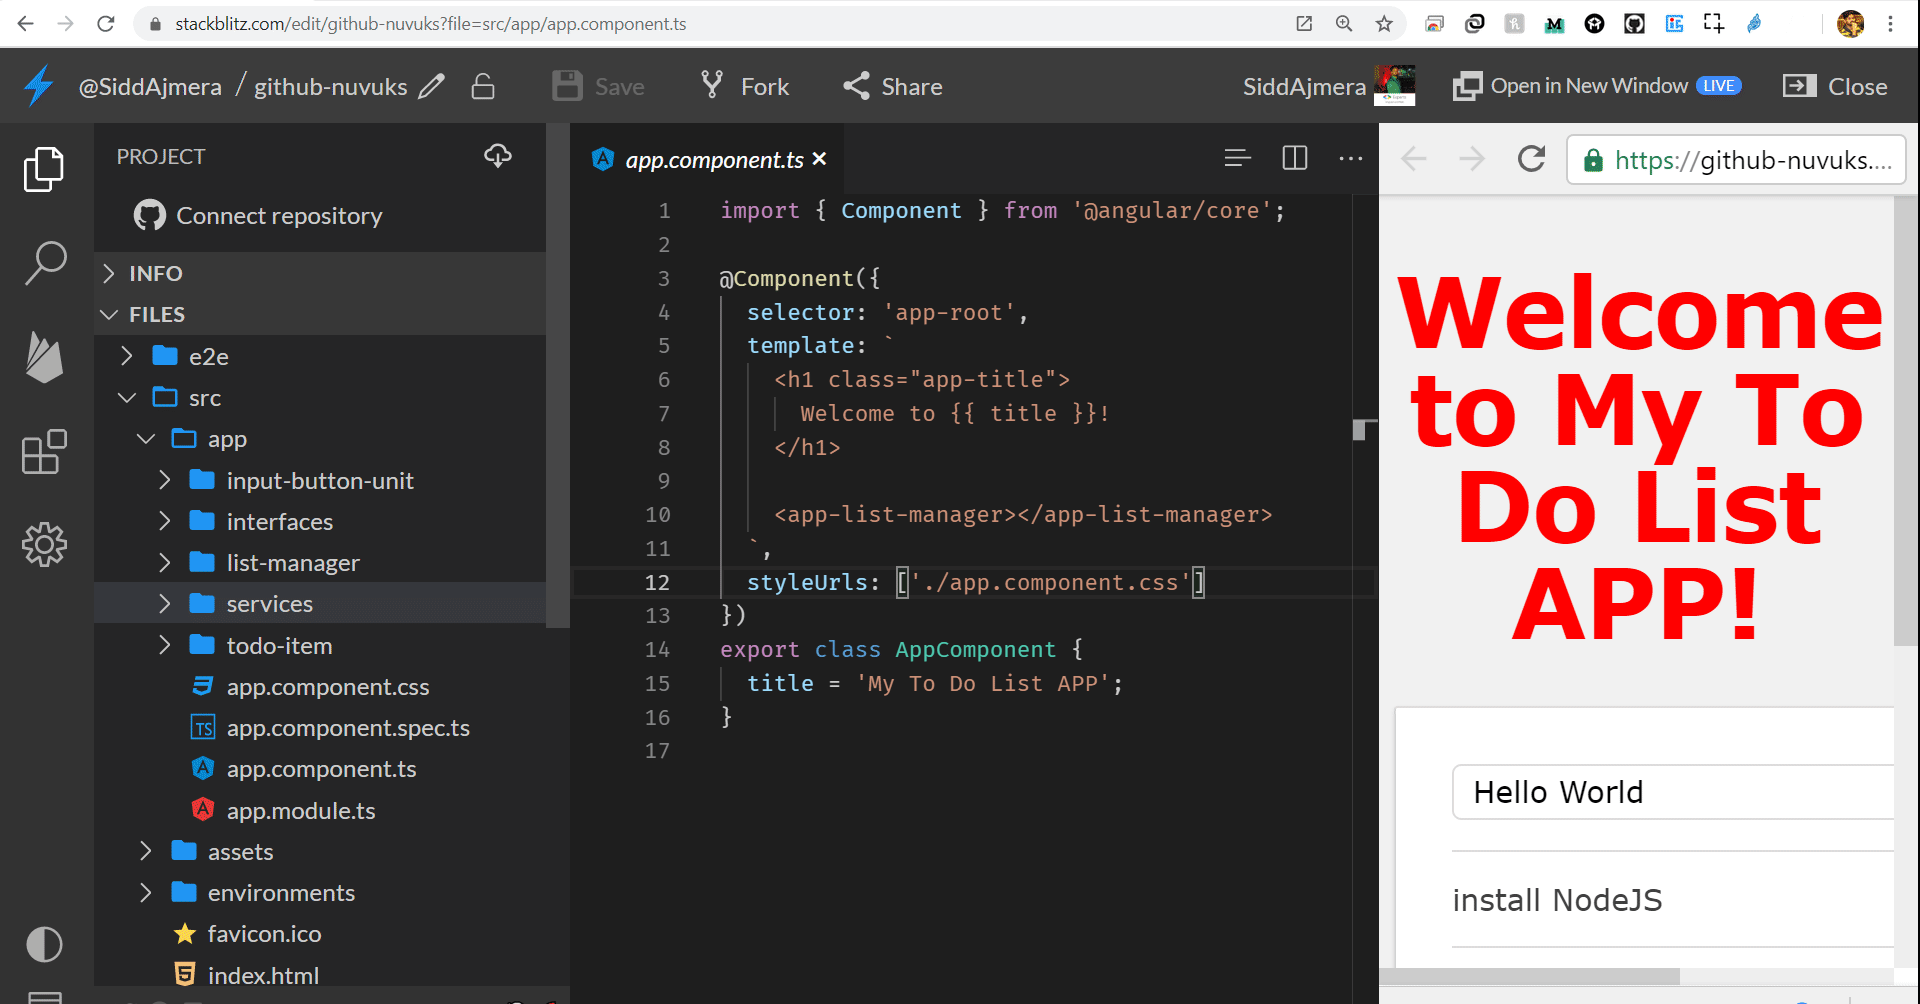 stackblitz.com/edit/github-nuvuks?file=src/app/app.component.ts
@SiddAjmera / github-nuvuks
Save
Fork
Share
SiddAjmera
Open in New Window LIVE
Close
PROJECT
Connect repository
INFO
FILES
e2e
src
app
input-button-unit
interfaces
list-manager
services
todo-item
app.component.css
TS app.component.spec.ts
app.component.ts
app.module.ts
assets
environments
favicon.ico
index.html
app.component.ts
1 import { Component } from '@angular/core';
2
3 @Component({
4 selector: 'app-root',
5 template: `
6 <h1 class="app-title">
7 Welcome to {{ title }}!
8 </h1>
9
10 <app-list-manager></app-list-manager>
11 `,
12 styleUrls: ['./app.component.css']
13 })
14 export class AppComponent {
15 title = 'My To Do List APP';
16 }
17
https://github-nuvuks....
Welcome
to My To
Do List
APP!
Hello World
install NodeJS